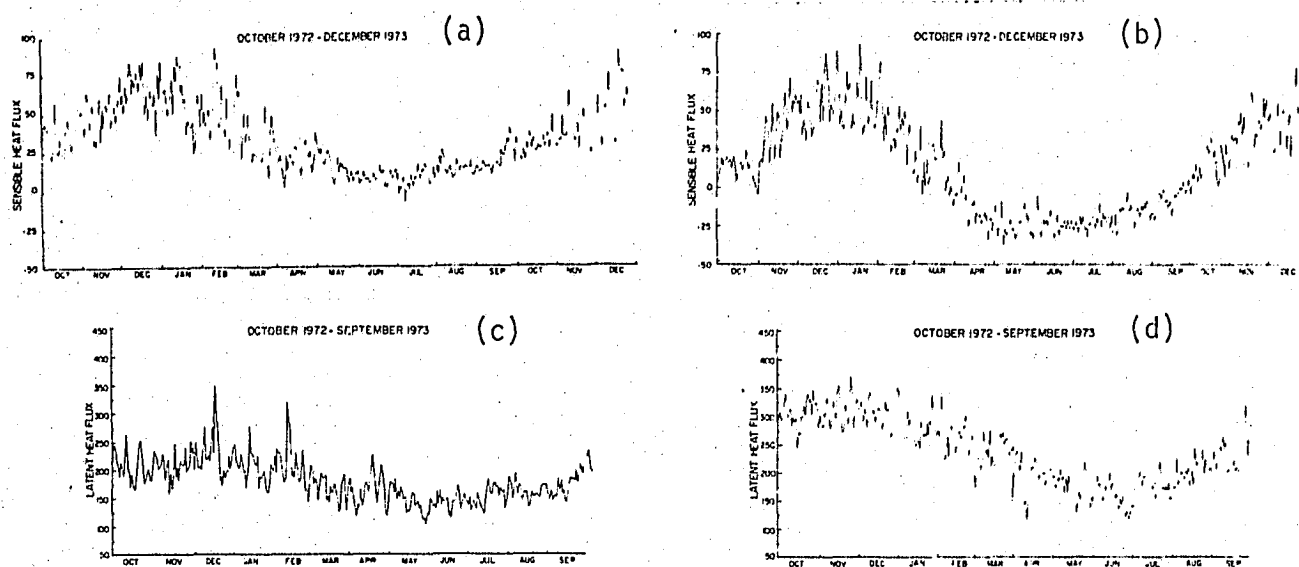 (a)
OCTOBER 1972 - DECEMBER 1973
SENSIBLE HEAT FLUX
100
75
50
25
0
-25
-50
OCT NOV DEC JAN FEB MAR APR MAY JUN JUL AUG SEP OCT NOV DEC
(b)
OCTOBER 1972 - DECEMBER 1973
SENSIBLE HEAT FLUX
100
75
50
25
0
-25
-50
OCT NOV DEC JAN FEB MAR APR MAY JUN JUL AUG SEP OCT NOV DEC
(c)
OCTOBER 1972 - SEPTEMBER 1973
LATENT HEAT FLUX
450
400
350
300
250
200
150
100
50
OCT NOV DEC JAN FEB MAR APR MAY JUN JUL AUG SEP
(d)
OCTOBER 1972 - SEPTEMBER 1973
LATENT HEAT FLUX
450
400
350
300
250
200
150
100
50
OCT NOV DEC JAN FEB MAR APR MAY JUN JUL AUG SEP